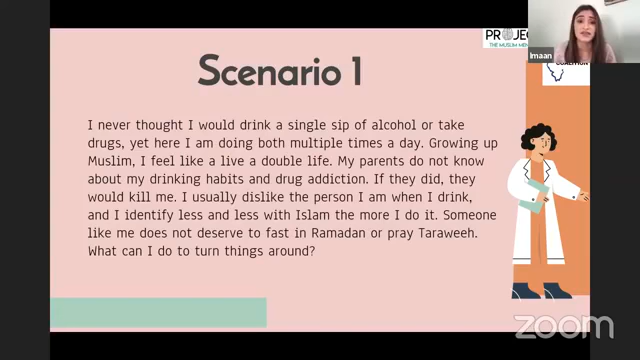 PROJEC
THE MUSLIM MEN
Imaan
COALITION
Scenario 1
I never thought I would drink a single sip of alcohol or take
drugs, yet here I am doing both multiple times a day. Growing up
Muslim, I feel like a live a double life. My parents do not know
about my drinking habits and drug addiction. If they did, they
would kill me. I usually dislike the person I am when I drink,
and I identify less and less with Islam the more I do it. Someone
like me does not deserve to fast in Ramadan or pray Taraweeh.
What can I do to turn things around?
zoom